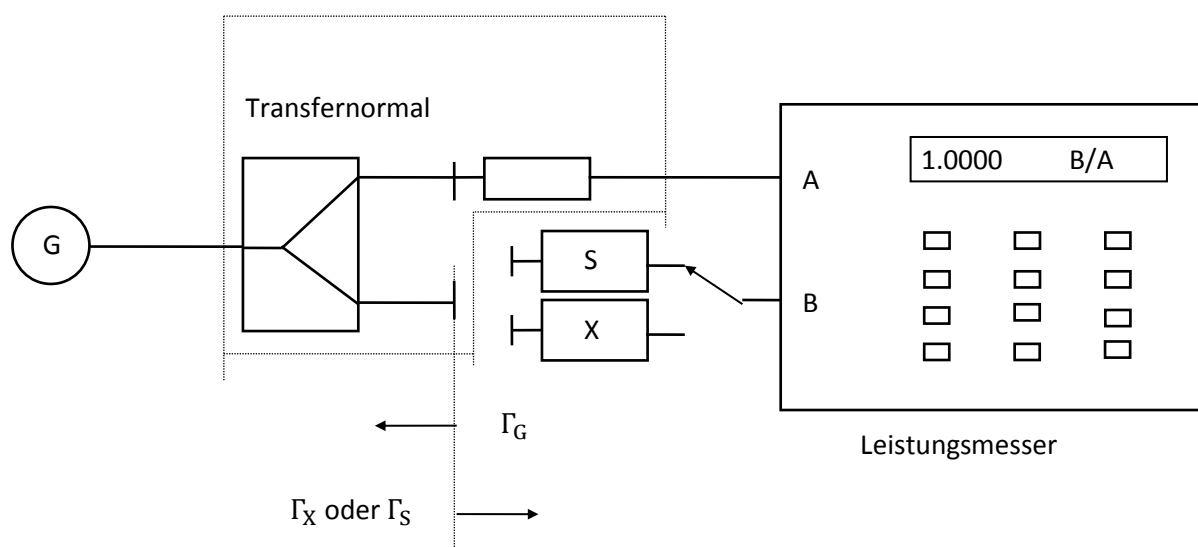 Transfernormal
1.0000 B/A
A
G
S
B
X
Γ_G
Leistungsmesser
Γ_X oder Γ_S